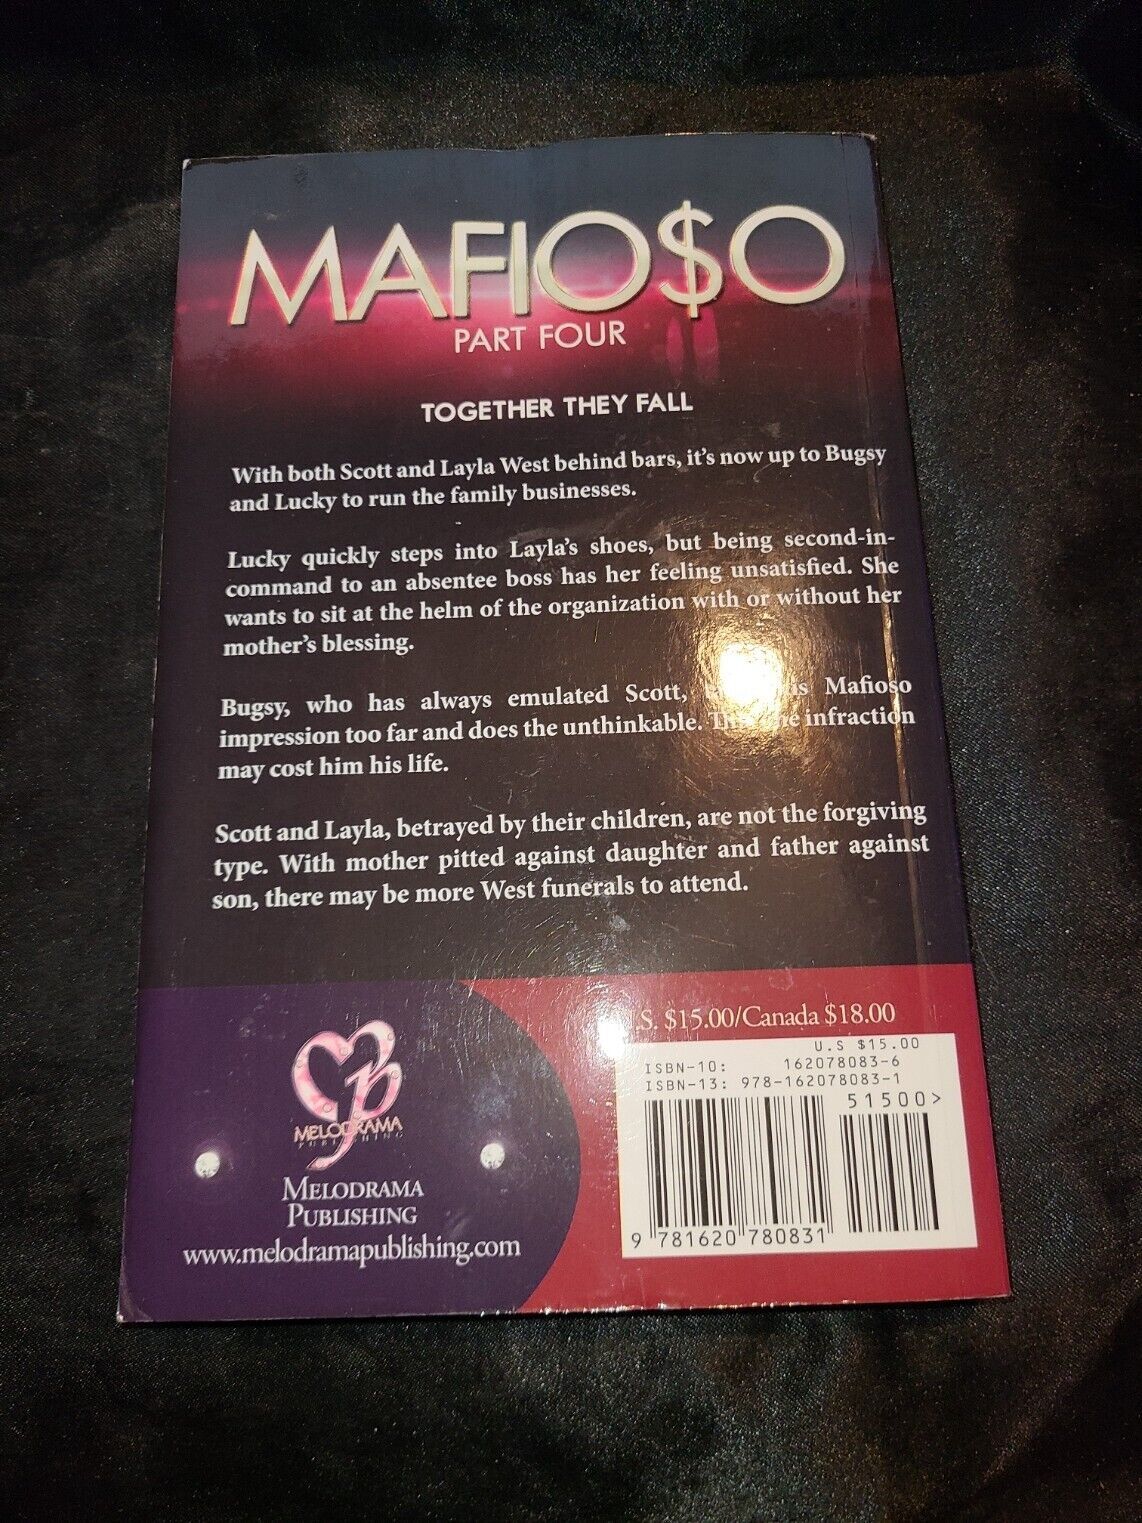 MAFIO$O
PART FOUR
TOGETHER THEY FALL
With both Scott and Layla West behind bars, it's now up to Bugsy
and Lucky to run the family businesses.
Lucky quickly steps into Layla's shoes, but being second-in-
command to an absentee boss has her feeling unsatisfied. She
wants to sit at the helm of the organization with or without her
mother's blessing.
Bugsy, who has always emulated Scott, Mafioso
impression too far and does the unthinkable. infraction
may cost him his life.
Scott and Layla, betrayed by their children, are not the forgiving
type. With mother pitted against daughter and father against
son, there may be more West funerals to attend.
.S. $15.00/Canada $18.00
U.S $15.00
ISBN-10: 162078083-6
ISBN-13: 978-162078083-1
51500>
9 781620 780831
MP
MELODRAMA
PUBLISHING
MELODRAMA
PUBLISHING
www.melodramapublishing.com